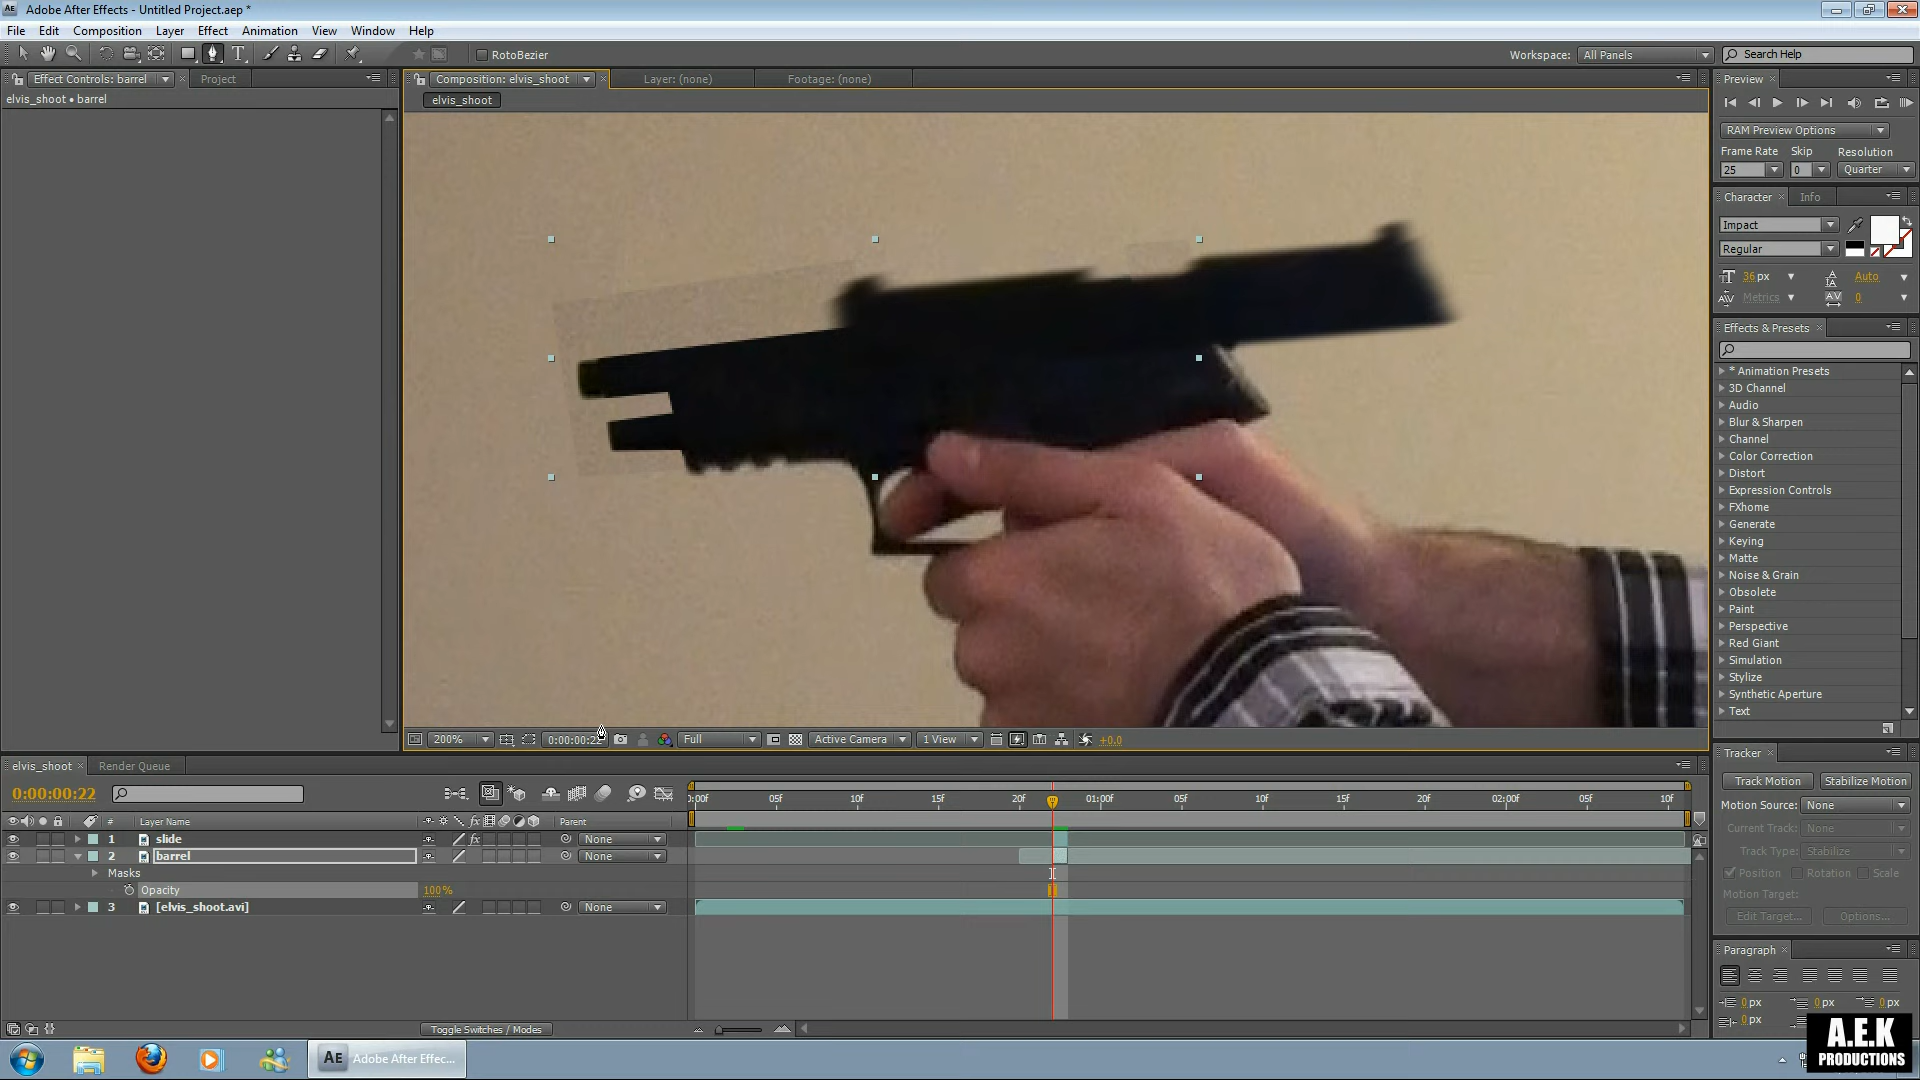 AE Adobe After Effects - Untitled Project.aep *
File Edit Composition Layer Effect Animation View Window Help
T RotoBezier Workspace: All Panels Search Help
Effect Controls: barrel × Project Composition: elvis_shoot × Layer: (none) Footage: (none) Preview ×
elvis_shoot • barrel elvis_shoot
RAM Preview Options
Frame Rate Skip Resolution
25 0 Quarter
Character × Info
Impact
Regular
36 px Auto
Metrics 0
Effects & Presets ×
* Animation Presets
3D Channel
Audio
Blur & Sharpen
Channel
Color Correction
Distort
Expression Controls
FXhome
Generate
Keying
Matte
Noise & Grain
Obsolete
Paint
Perspective
Red Giant
Simulation
Stylize
Synthetic Aperture
Text
200% 0:00:00:22 Full Active Camera 1 View +0.0
elvis_shoot × Render Queue
0:00:00:22
0:00f 05f 10f 15f 20f 01:00f 05f 10f 15f 20f 02:00f 05f 10f
# Layer Name fx Parent
1 slide fx None
2 barrel None
Masks
Opacity 100%
3 [elvis_shoot.avi] None
Toggle Switches / Modes
Tracker ×
Track Motion Stabilize Motion
Motion Source: None
Current Track: None
Track Type: Stabilize
Position Rotation Scale
Motion Target:
Edit Target... Options...
Paragraph ×
0 px 0 px 0 px
0 px
AE Adobe After Effec...
A.E.K
PRODUCTIONS